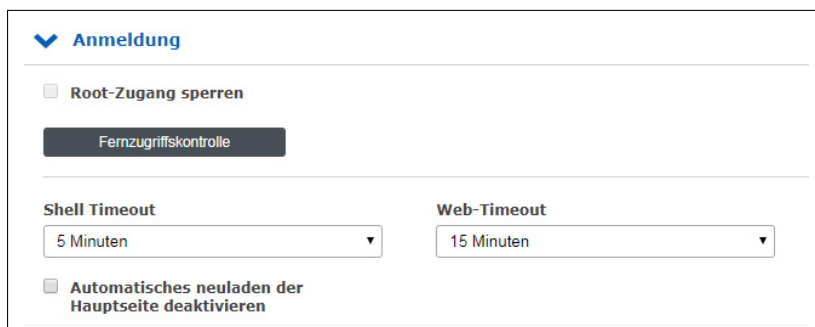 Anmeldung
Root-Zugang sperren
Fernzugriffskontrolle
Shell Timeout
Web-Timeout
5 Minuten
15 Minuten
Automatisches neuladen der
Hauptseite deaktivieren